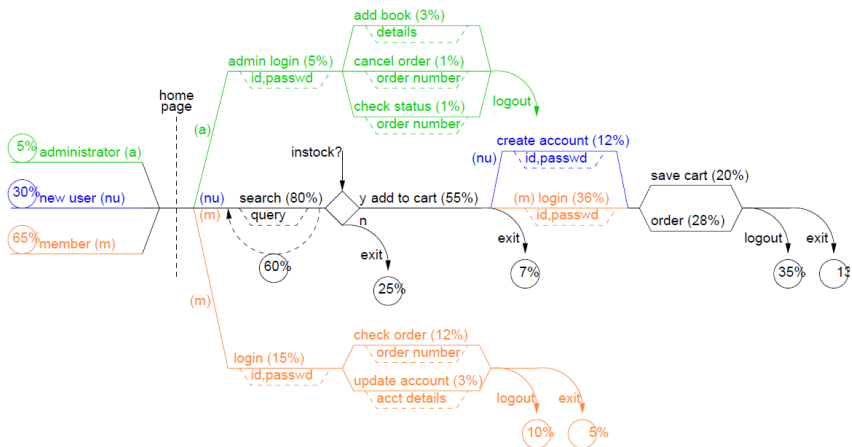 add book (3%)
details
admin login (5%)
id,passwd
cancel order (1%)
order number
home
page
logout
check status (1%)
order number
(a)
create account (12%)
id,passwd
5% administrator (a)
instock?
(nu)
30% new user (nu)
(nu)
search (80%)
query
y add to cart (55%)
n
(m) login (36%)
id,passwd
save cart (20%)
order (28%)
(m)
65% member (m)
exit
exit
logout
exit
60%
25%
7%
35%
13
(m)
login (15%)
id,passwd
check order (12%)
order number
update account (3%)
acct details
logout
exit
10%
5%